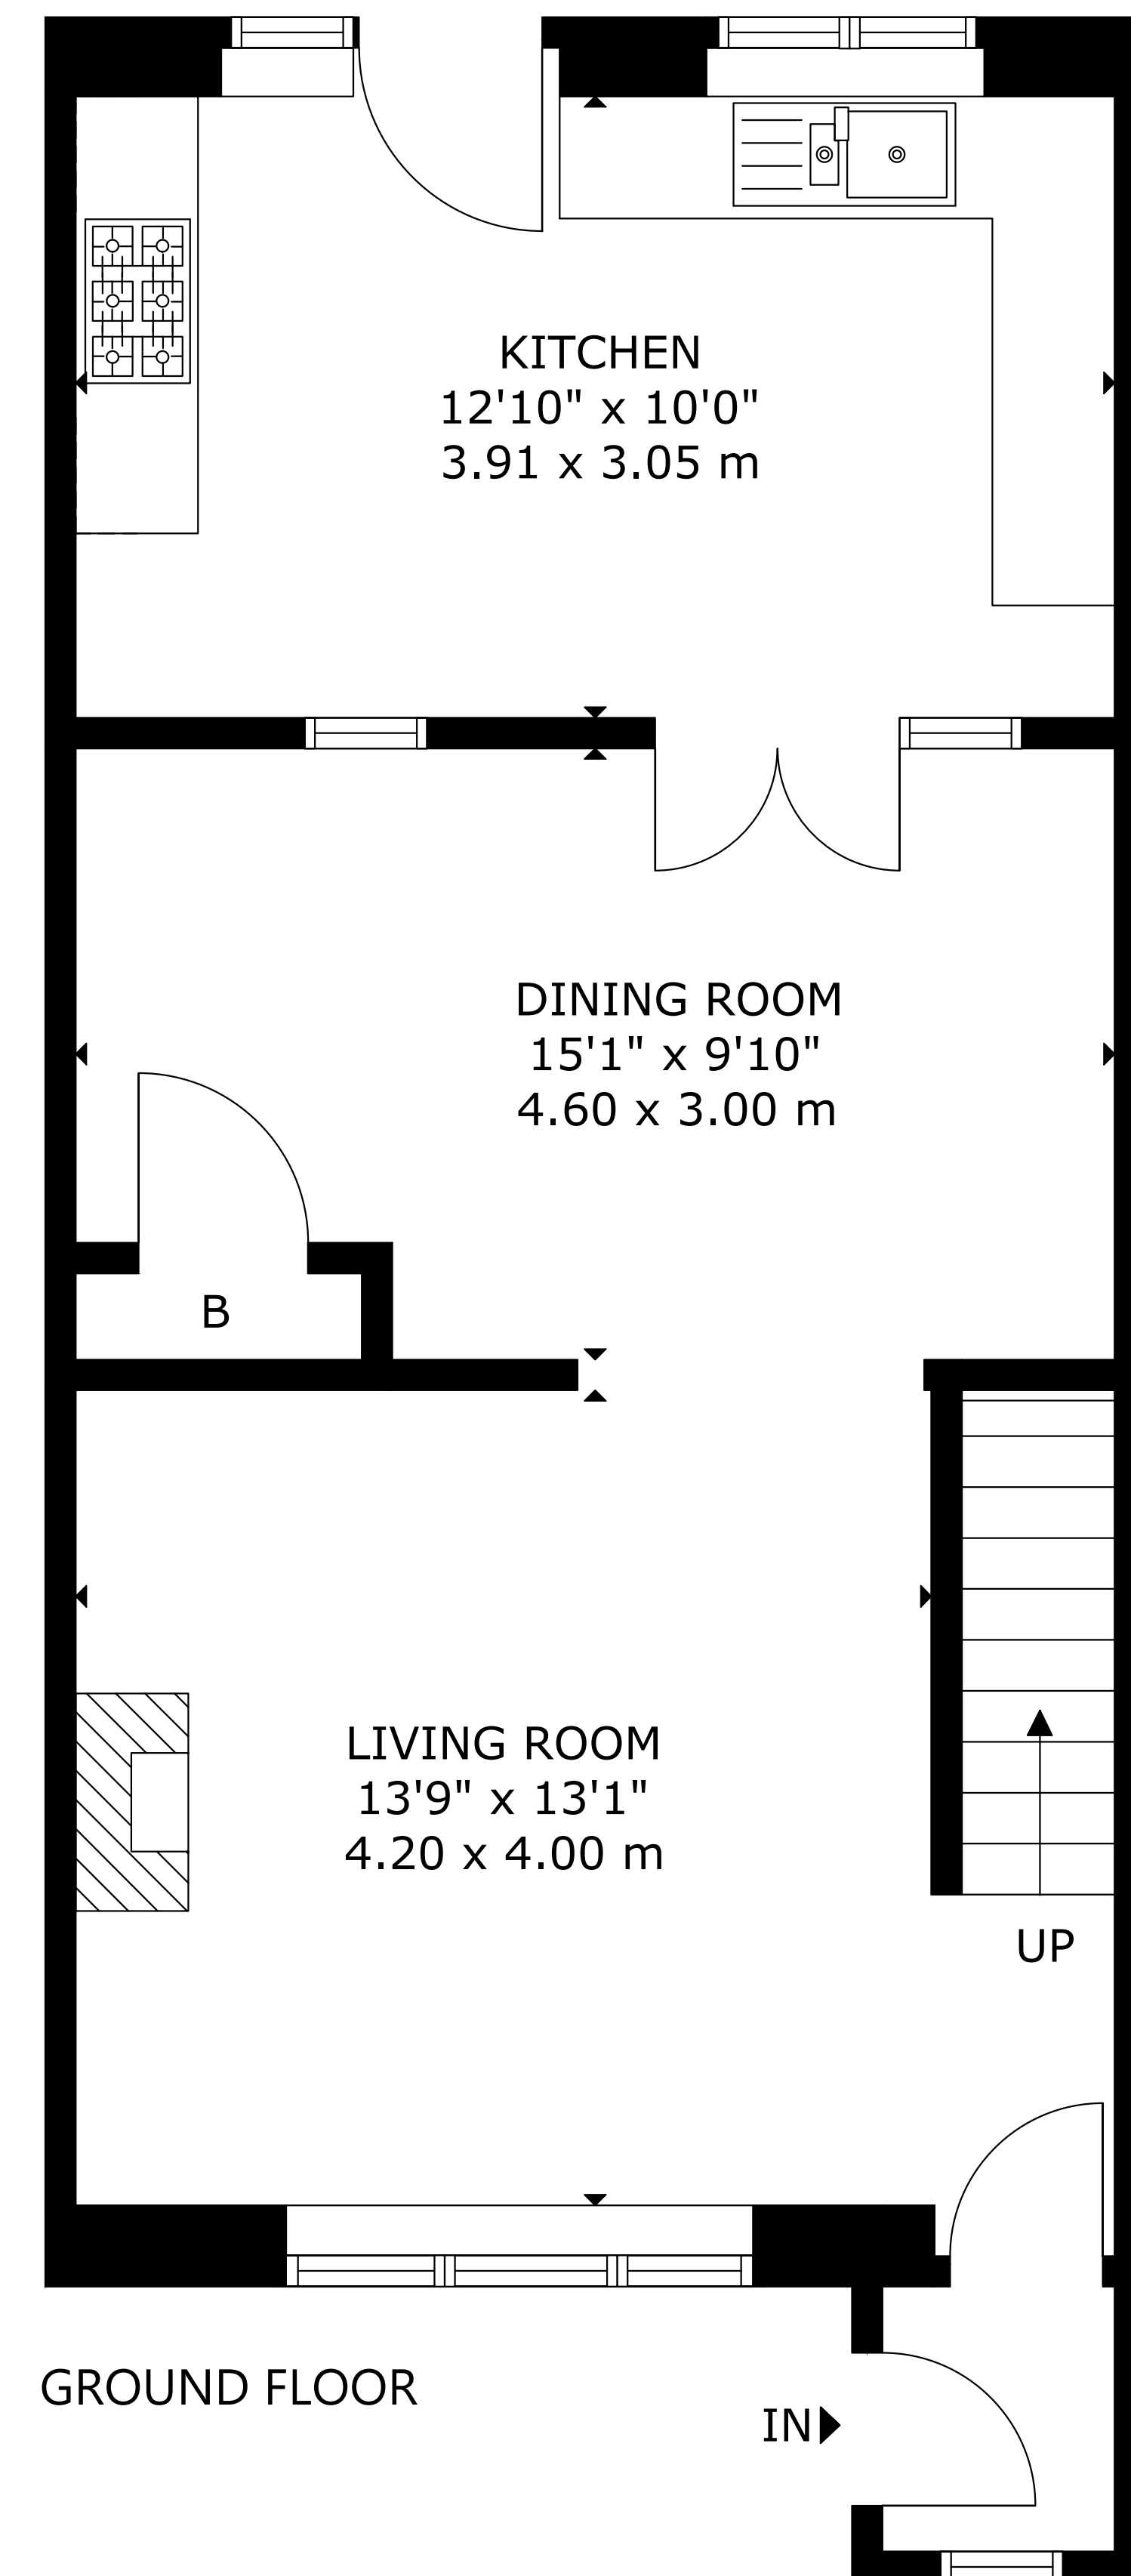 KITCHEN
12'10" x 10'0"
3.91 x 3.05 m
DINING ROOM
15'1" x 9'10"
4.60 x 3.00 m
B
LIVING ROOM
13'9" x 13'1"
4.20 x 4.00 m
UP
GROUND FLOOR
IN